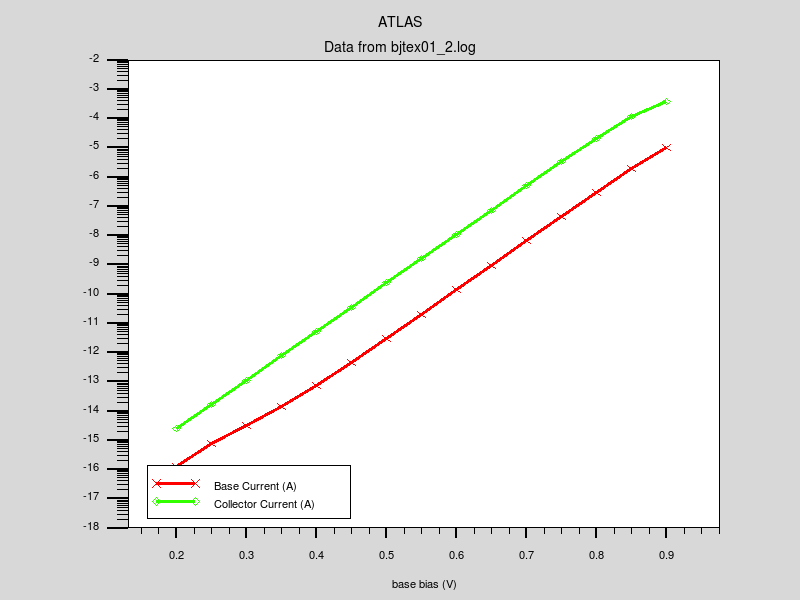 ATLAS
Data from bjtex01_2.log
-2
-3
-4
-5
-6
-7
-8
-9
-10
-11
-12
-13
-14
-15
-16
-17
-18
Base Current (A)
Collector Current (A)
0.2 0.3 0.4 0.5 0.6 0.7 0.8 0.9
base bias (V)